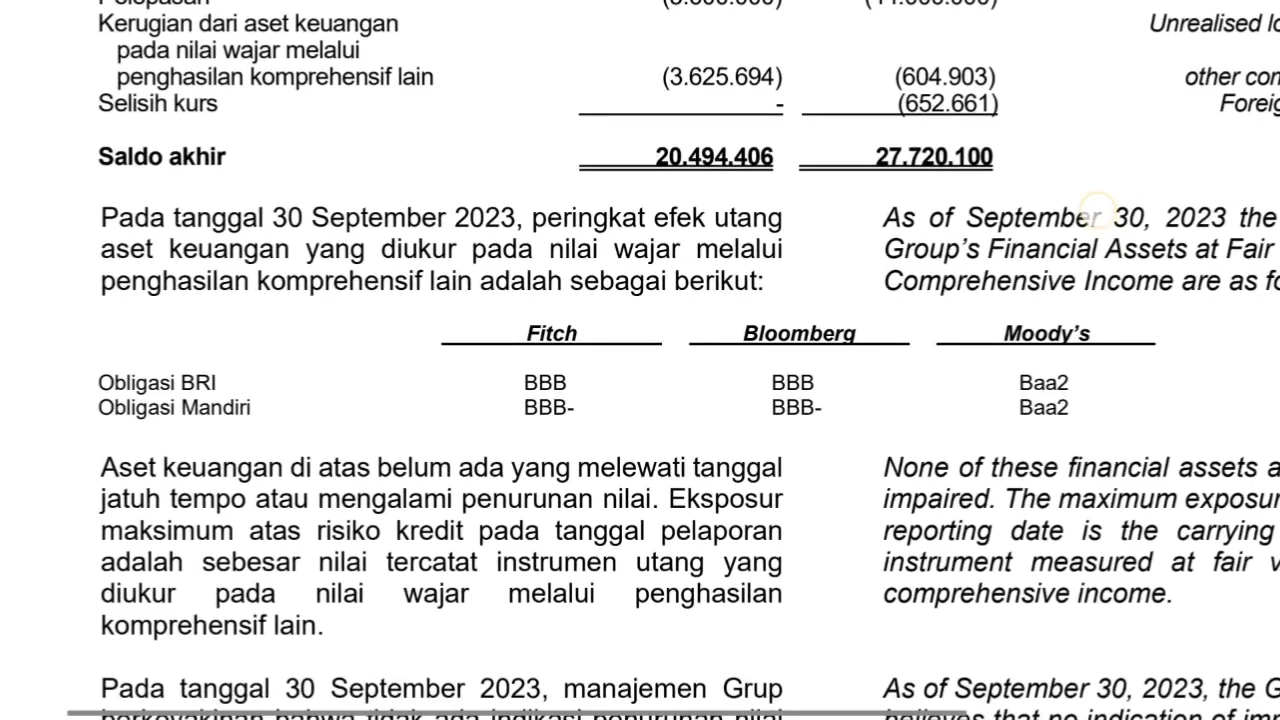 Kerugian dari aset keuangan Unrealised lo
pada nilai wajar melalui
penghasilan komprehensif lain (3.625.694) (604.903) other con
Selisih kurs - (652.661) Foreig
Saldo akhir 20.494.406 27.720.100
Pada tanggal 30 September 2023, peringkat efek utang
aset keuangan yang diukur pada nilai wajar melalui
penghasilan komprehensif lain adalah sebagai berikut:
As of September 30, 2023 the
Group's Financial Assets at Fair
Comprehensive Income are as fo
Fitch Bloomberg Moody's
Obligasi BRI BBB BBB Baa2
Obligasi Mandiri BBB- BBB- Baa2
Aset keuangan di atas belum ada yang melewati tanggal
jatuh tempo atau mengalami penurunan nilai. Eksposur
maksimum atas risiko kredit pada tanggal pelaporan
adalah sebesar nilai tercatat instrumen utang yang
diukur pada nilai wajar melalui penghasilan
komprehensif lain.
None of these financial assets a
impaired. The maximum exposur
reporting date is the carrying
instrument measured at fair v
comprehensive income.
Pada tanggal 30 September 2023, manajemen Grup
As of September 30, 2023, the G